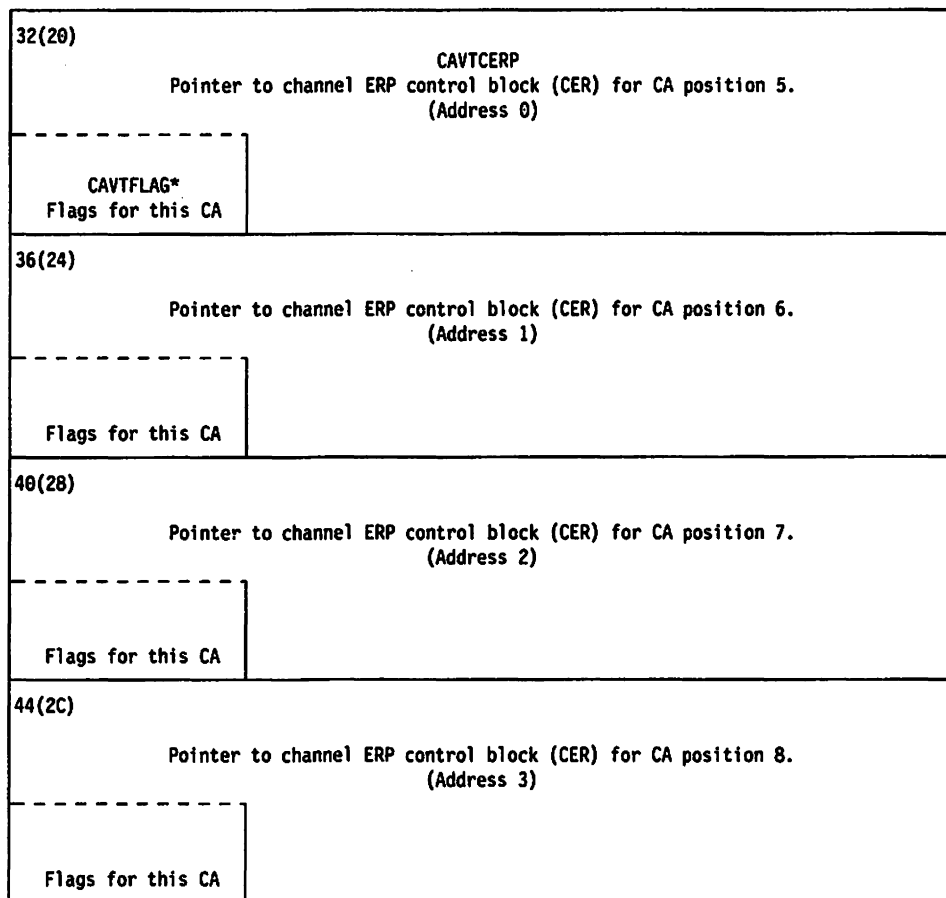 32(20)
CAVTCERP
Pointer to channel ERP control block (CER) for CA position 5.
(Address 0)
CAVTFLAG*
Flags for this CA
36(24)
Pointer to channel ERP control block (CER) for CA position 6.
(Address 1)
Flags for this CA
40(28)
Pointer to channel ERP control block (CER) for CA position 7.
(Address 2)
Flags for this CA
44(2C)
Pointer to channel ERP control block (CER) for CA position 8.
(Address 3)
Flags for this CA